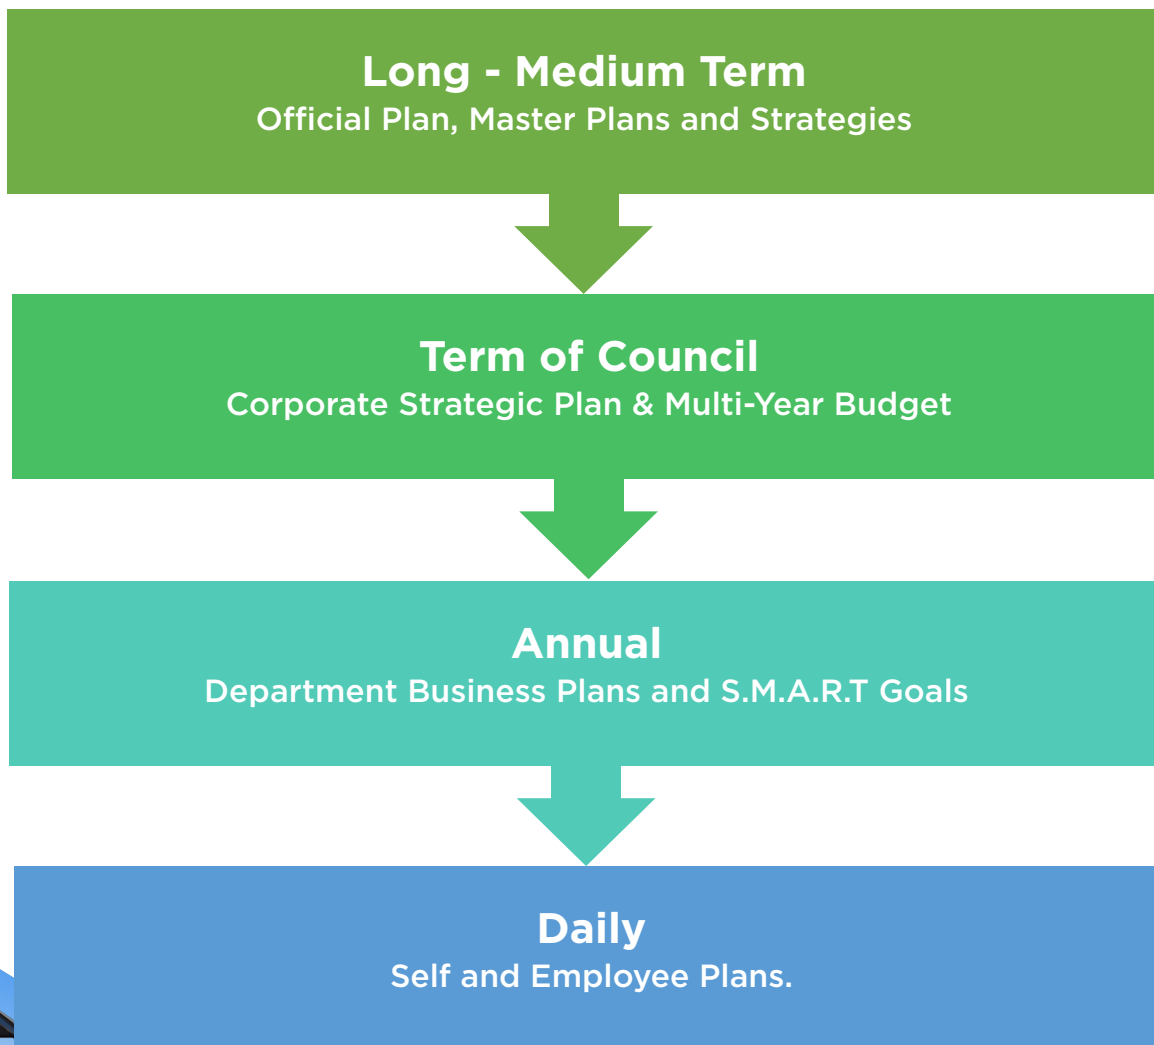 Long - Medium Term
Official Plan, Master Plans and Strategies
Term of Council
Corporate Strategic Plan & Multi-Year Budget
Annual
Department Business Plans and S.M.A.R.T Goals
Daily
Self and Employee Plans.